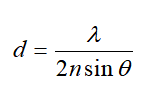 d = λ / 2n sin θ